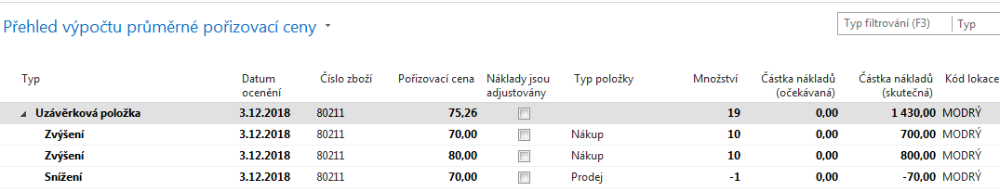 Přehled výpočtu průměrné pořizovací ceny
Typ filtrování (F3) Typ
Typ Datum ocenění Číslo zboží Pořizovací cena Náklady jsou adjustovány Typ položky Množství Částka nákladů (očekávaná) Částka nákladů (skutečná) Kód lokace
Uzávěrková položka 3.12.2018 80211 75,26 19 0,00 1 430,00 MODRÝ
Zvýšení 3.12.2018 80211 70,00 Nákup 10 0,00 700,00 MODRÝ
Zvýšení 3.12.2018 80211 80,00 Nákup 10 0,00 800,00 MODRÝ
Snížení 3.12.2018 80211 70,00 Prodej -1 0,00 -70,00 MODRÝ